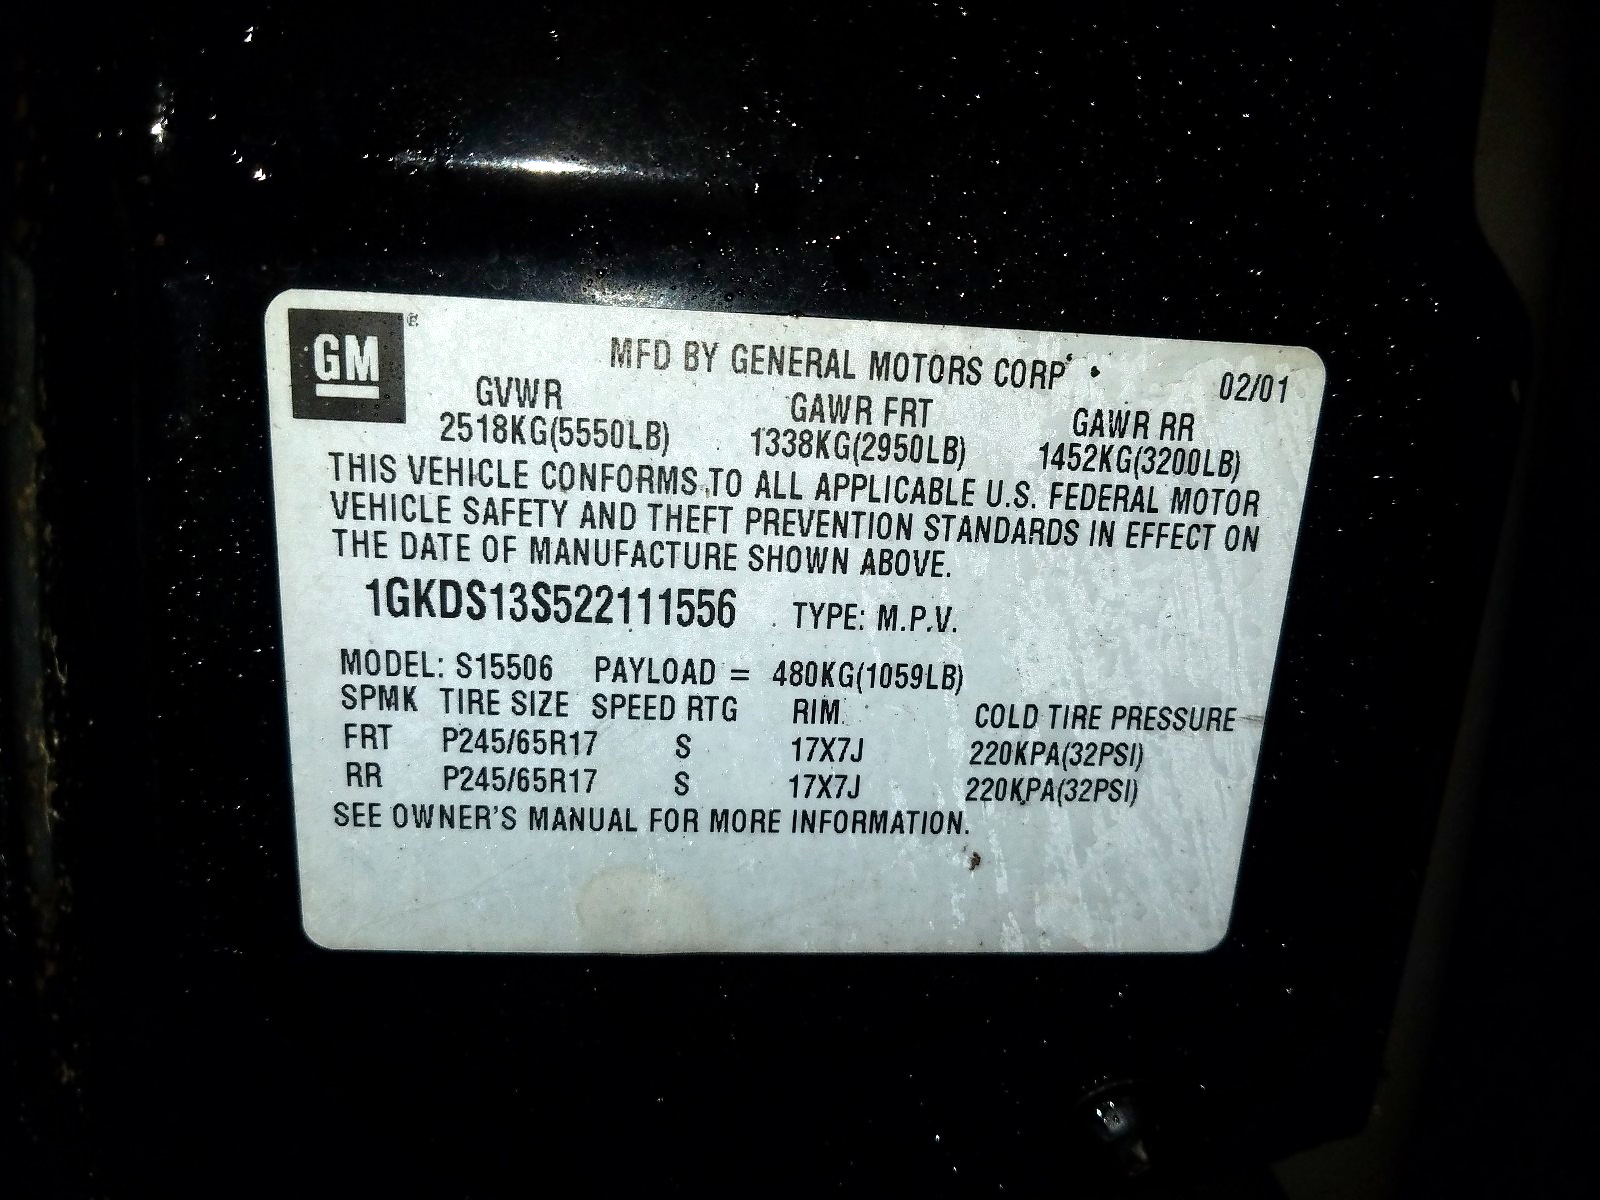 GM ®
MFD BY GENERAL MOTORS CORP 02/01
GVWR GAWR FRT GAWR RR
2518KG(5550LB) 1338KG(2950LB) 1452KG(3200LB)
THIS VEHICLE CONFORMS TO ALL APPLICABLE U.S. FEDERAL MOTOR
VEHICLE SAFETY AND THEFT PREVENTION STANDARDS IN EFFECT ON
THE DATE OF MANUFACTURE SHOWN ABOVE.
1GKDS13S522111556 TYPE: M.P.V.
MODEL: S15506 PAYLOAD = 480KG(1059LB)
SPMK TIRE SIZE SPEED RTG RIM COLD TIRE PRESSURE
FRT P245/65R17 S 17X7J 220KPA(32PSI)
RR P245/65R17 S 17X7J 220KPA(32PSI)
SEE OWNER'S MANUAL FOR MORE INFORMATION.